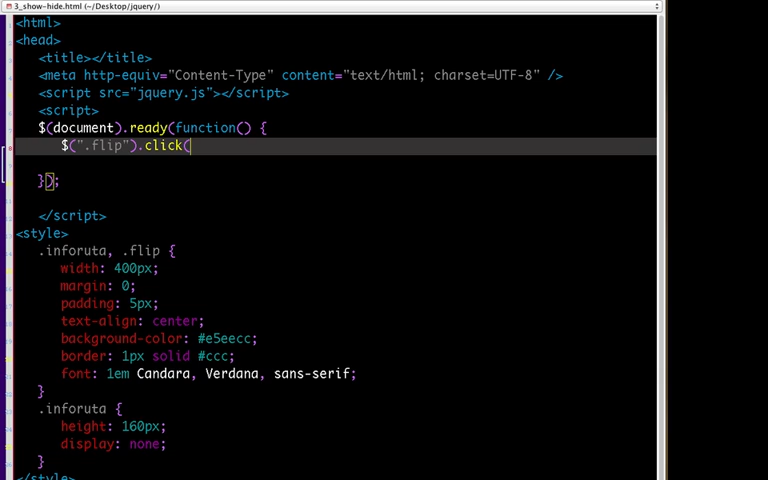 3_show-hide.html (~/Desktop/jquery/)
<html>
<head>
<title></title>
<meta http-equiv="Content-Type" content="text/html; charset=UTF-8" />
<script src="jquery.js"></script>
<script>
$(document).ready(function() {
8 $(".flip").click(
});
</script>
<style>
.inforuta, .flip {
width: 400px;
margin: 0;
padding: 5px;
text-align: center;
background-color: #e5eecc;
border: 1px solid #ccc;
font: 1em Candara, Verdana, sans-serif;
}
.inforuta {
height: 160px;
display: none;
}
</style>